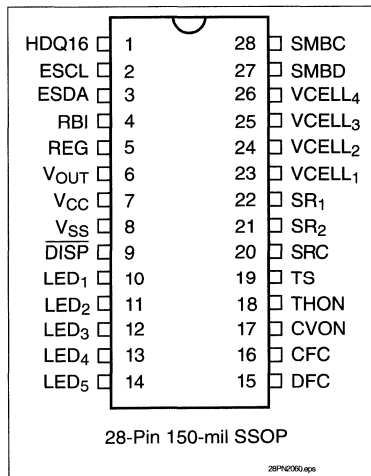 HDQ16 1 28 SMBC
ESCL 2 27 SMBD
ESDA 3 26 VCELL4
RBI 4 25 VCELL3
REG 5 24 VCELL2
VOUT 6 23 VCELL1
VCC 7 22 SR1
VSS 8 21 SR2
DISP 9 20 SRC
LED1 10 19 TS
LED2 11 18 THON
LED3 12 17 CVON
LED4 13 16 CFC
LED5 14 15 DFC
28-Pin 150-mil SSOP
28PN2060.eps